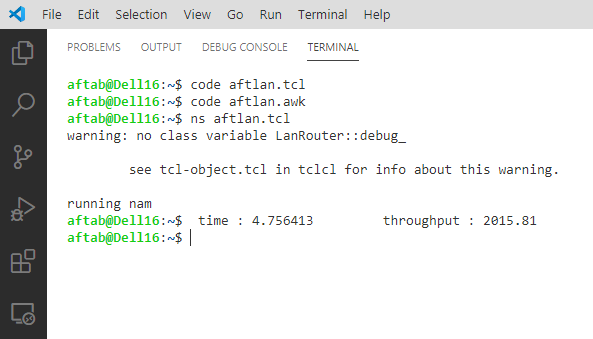 File Edit Go Run Terminal Help
PROBLEMS OUTPUT DEBUG CONSOLE TERMINAL
aftab@Dell16:~$ code aftlan.tcl
aftab@Dell16:~$ code aftlan.awk
aftab@Dell16:~$ ns aftlan.tcl
warning: no class variable LanRouter::debug_
see tcl-object.tcl in tclcl for info about this warning.
running nam
aftab@Dell16:~$ time : 4.756413 throughput : 2015.81
aftab@Dell16:~$